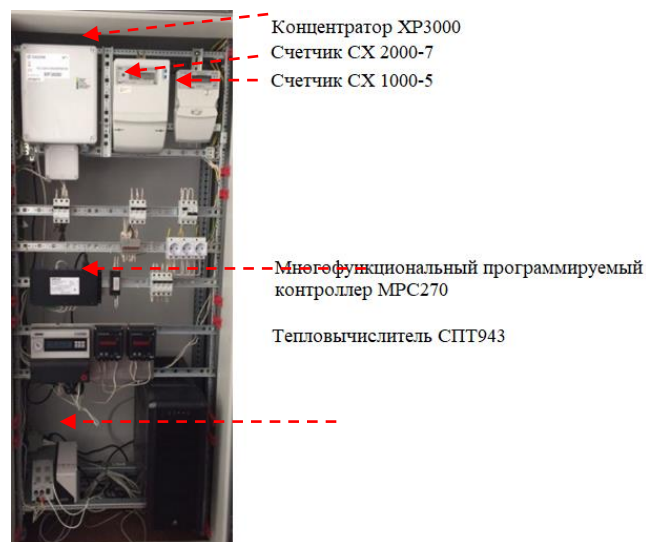 Концентратор XP3000
Счетчик CX 2000-7
Счетчик CX 1000-5
Многофункциональный программируемый
контроллер MPC270
Тепловычислитель СПТ943